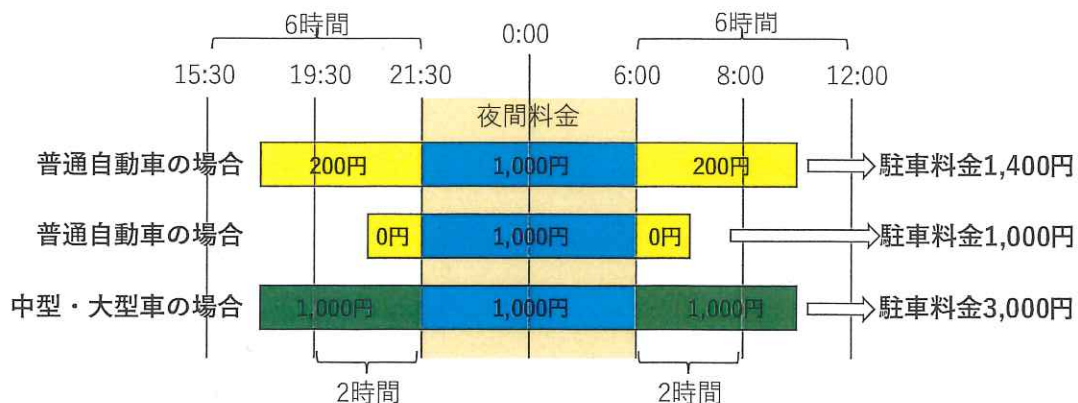 6時間 0:00 6時間
15:30 19:30 21:30 6:00 8:00 12:00
夜間料金
普通自動車の場合 200円 1,000円 200円 駐車料金1,400円
普通自動車の場合 0円 1,000円 0円 駐車料金1,000円
中型・大型車の場合 1,000円 1,000円 1,000円 駐車料金3,000円
2時間 2時間